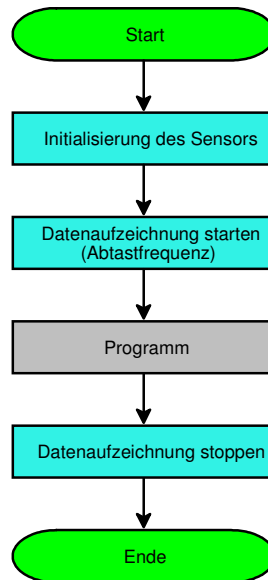 Start
Initialisierung des Sensors
Datenaufzeichnung starten
(Abtastfrequenz)
Programm
Datenaufzeichnung stoppen
Ende